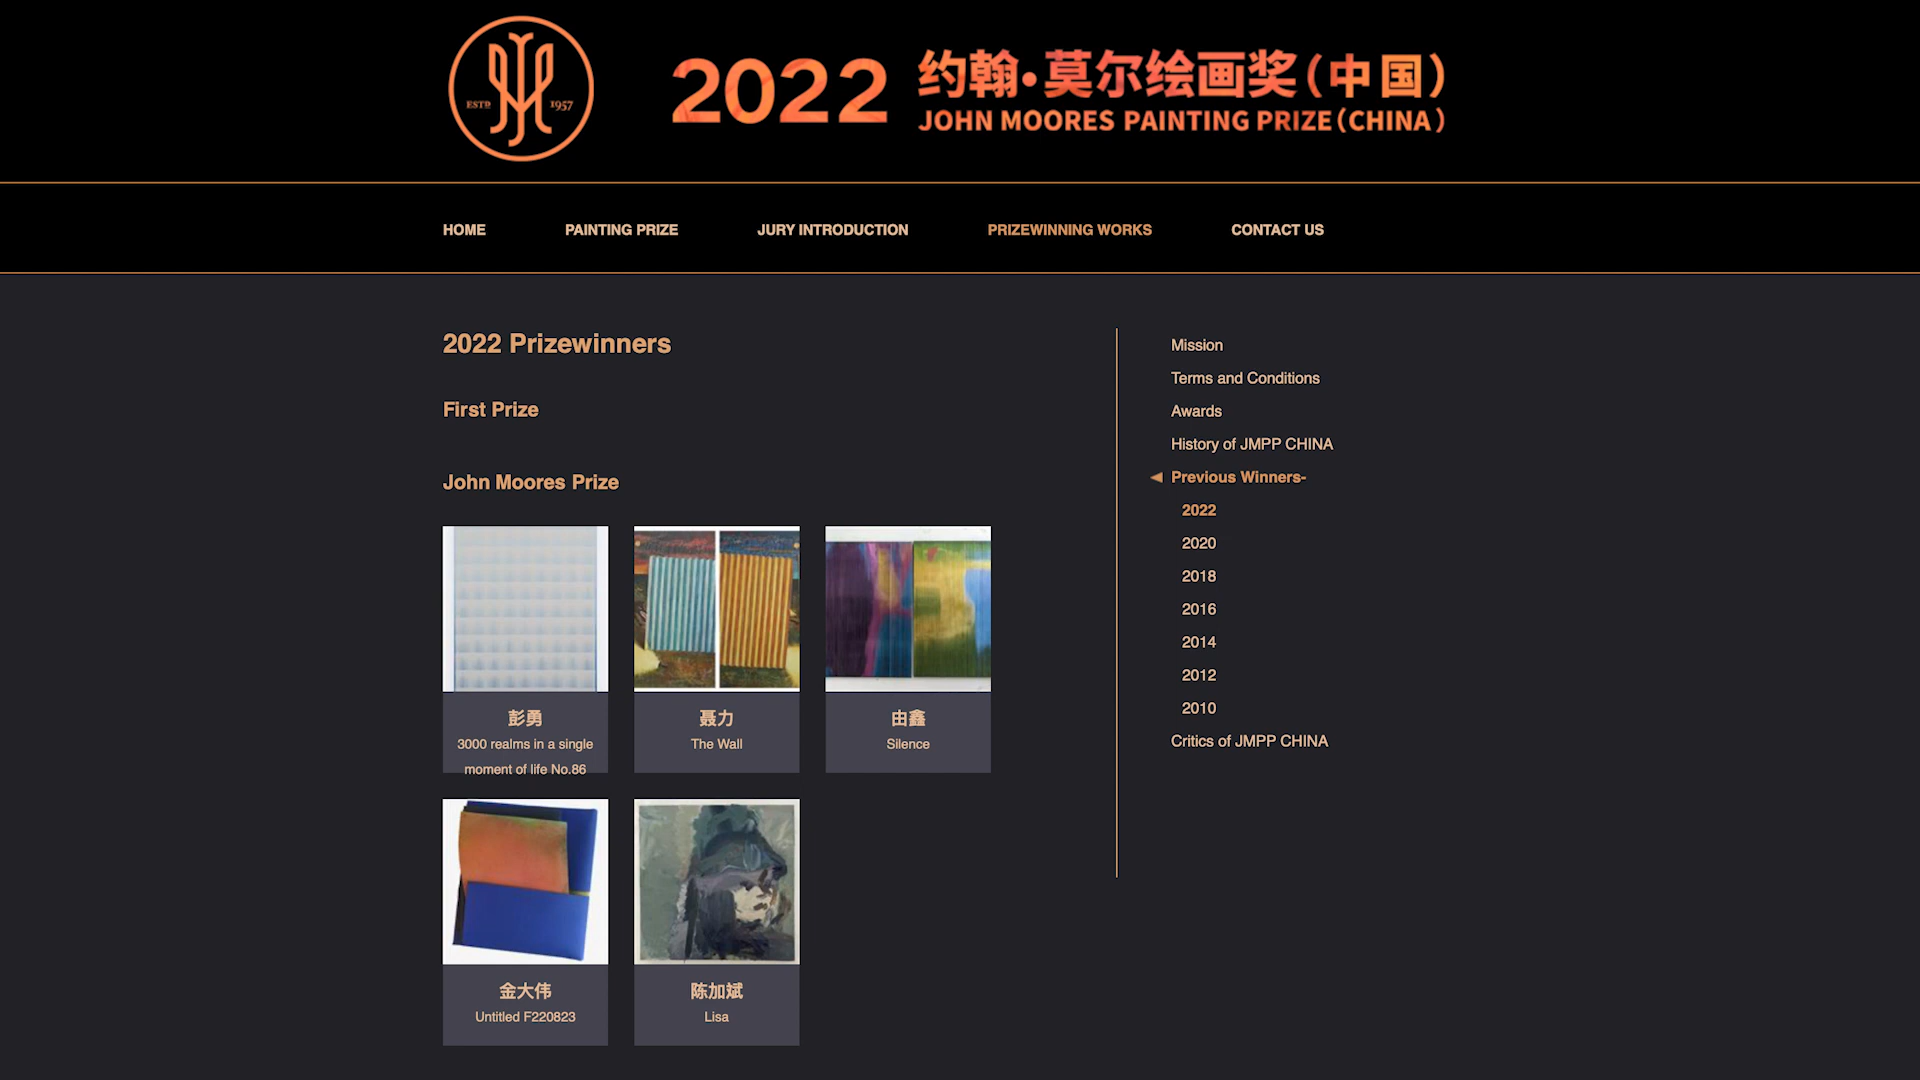 ESTD 1957
2022
约翰·莫尔绘画奖(中国)
JOHN MOORES PAINTING PRIZE(CHINA)
HOME
PAINTING PRIZE
JURY INTRODUCTION
PRIZEWINNING WORKS
CONTACT US
2022 Prizewinners
First Prize
John Moores Prize
彭勇
3000 realms in a single
moment of life No.86
聂力
The Wall
由鑫
Silence
金大伟
Untitled F220823
陈加斌
Lisa
Mission
Terms and Conditions
Awards
History of JMPP CHINA
Previous Winners-
2022
2020
2018
2016
2014
2012
2010
Critics of JMPP CHINA